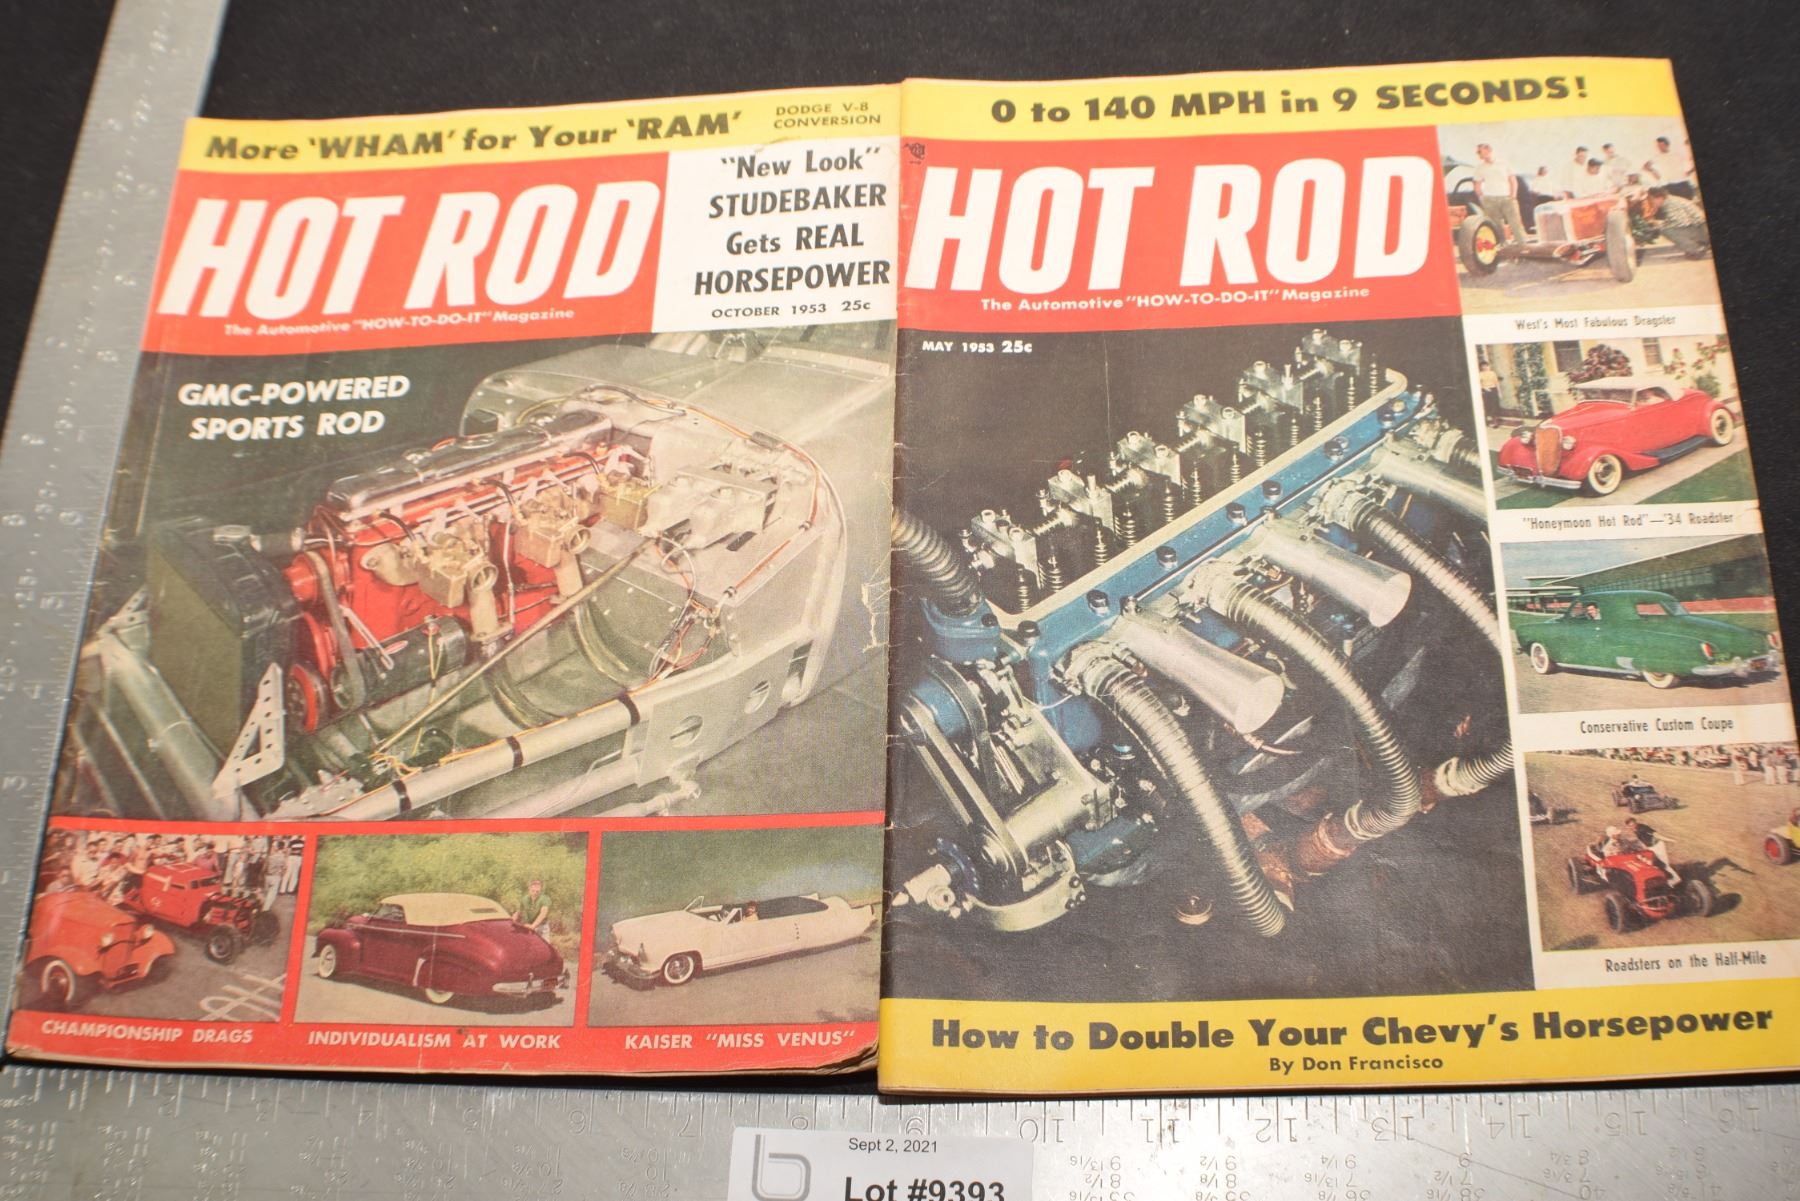 More 'WHAM' for Your 'RAM'
DODGE V-8
CONVERSION
HOT ROD
The Automotive "HOW-TO-DO-IT" Magazine
"New Look"
STUDEBAKER
Gets REAL
HORSEPOWER
OCTOBER 1953 25c
GMC-POWERED
SPORTS ROD
CHAMPIONSHIP DRAGS
INDIVIDUALISM AT WORK
KAISER "MISS VENUS"
0 to 140 MPH in 9 SECONDS!
HOT ROD
The Automotive "HOW-TO-DO-IT" Magazine
MAY 1953 25c
West's Most Fabulous Dragster
"Honeymoon Hot Rod"—'34 Roadster
Conservative Custom Coupe
Roadsters on the Half-Mile
How to Double Your Chevy's Horsepower
By Don Francisco
Sept 2, 2021
Lot #9393